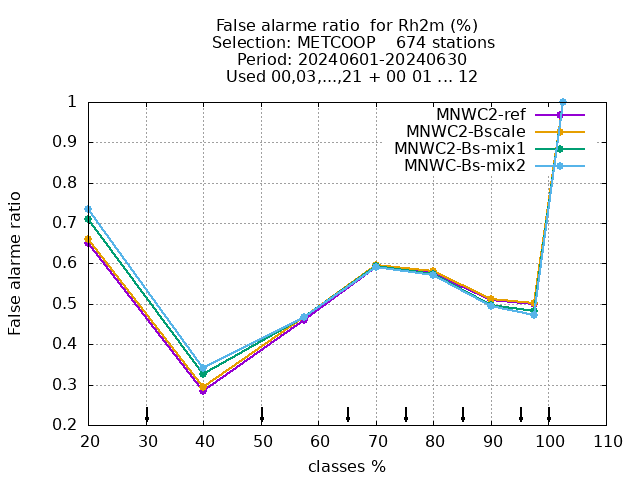 False alarme ratio  for Rh2m (%)
Selection: METCOOP    674 stations
Period: 20240601-20240630
Used 00,03,...,21 + 00 01 ... 12
MNWC2-ref
MNWC2-Bscale
MNWC2-Bs-mix1
MNWC-Bs-mix2
False alarme ratio
1
0.9
0.8
0.7
0.6
0.5
0.4
0.3
0.2
20 30 40 50 60 70 80 90 100 110
classes %